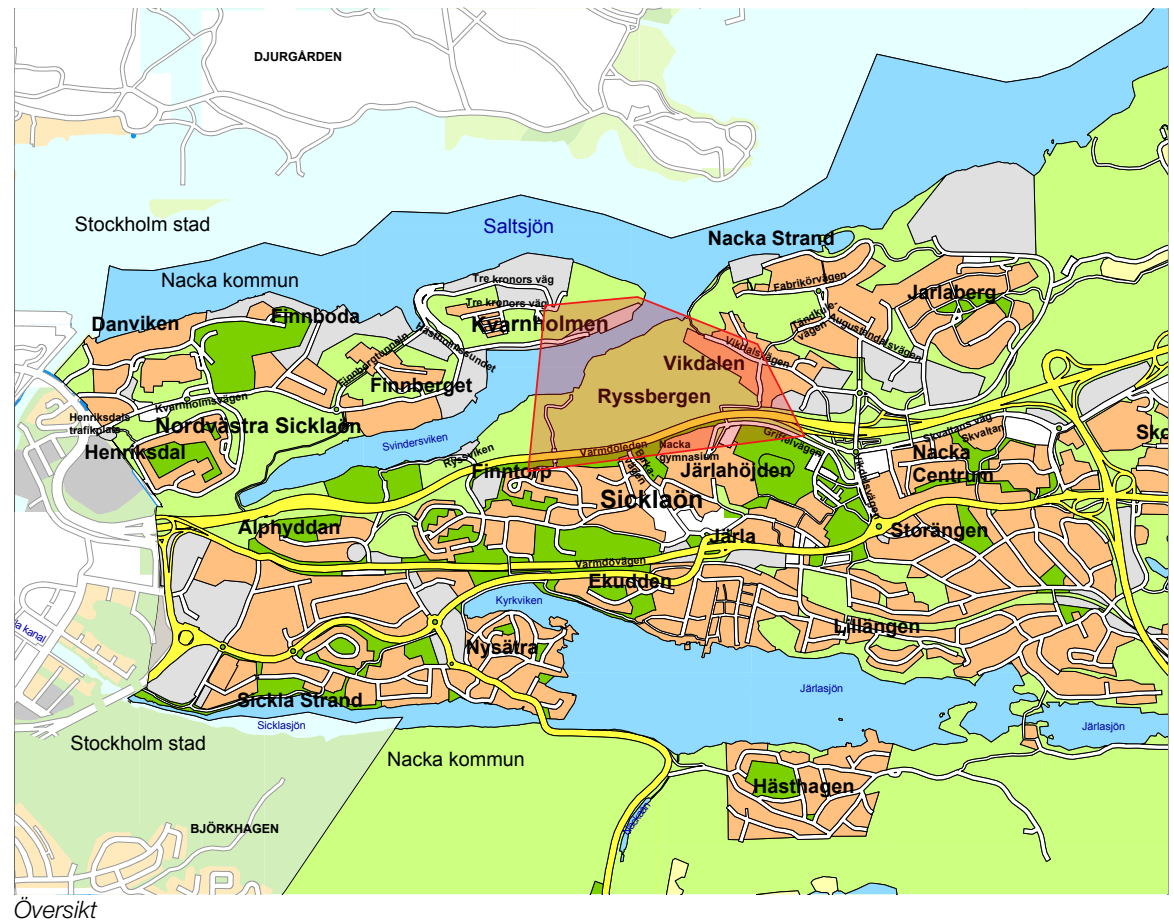 DJURGÅRDEN
Stockholm stad
Saltsjön
Nacka Strand
Nacka kommun
Tre kronors väg
Fabrikörvägen
Jarlaberg
Tre kronors väg
Finnboda
Danviken
Kvarnholmen
Augustendalsvägen
Vikdalsvägen
Finnberget
Vikdalen
Ryssbergen
Kvarnholmsvägen
Henriksdals
trafikplats
Nordvästra Sicklaön
Henriksdal
Svindersviken
Ryssviken
Värmdöleden
Nacka
gymnasium
Griffelvägen
Skvaltans väg
Skvaltan
Nacka
Centrum
Finntorp
Järlahöjden
Sicklaön
Alphyddan
Järla
Storängen
Värmdövägen
Ekudden
Kyrkviken
Lillängen
Nysätra
Järlasjön
Sickla Strand
Sicklasjön
Järlasjön
Stockholm stad
Nacka kommun
Hästhagen
BJÖRKHAGEN
Översikt